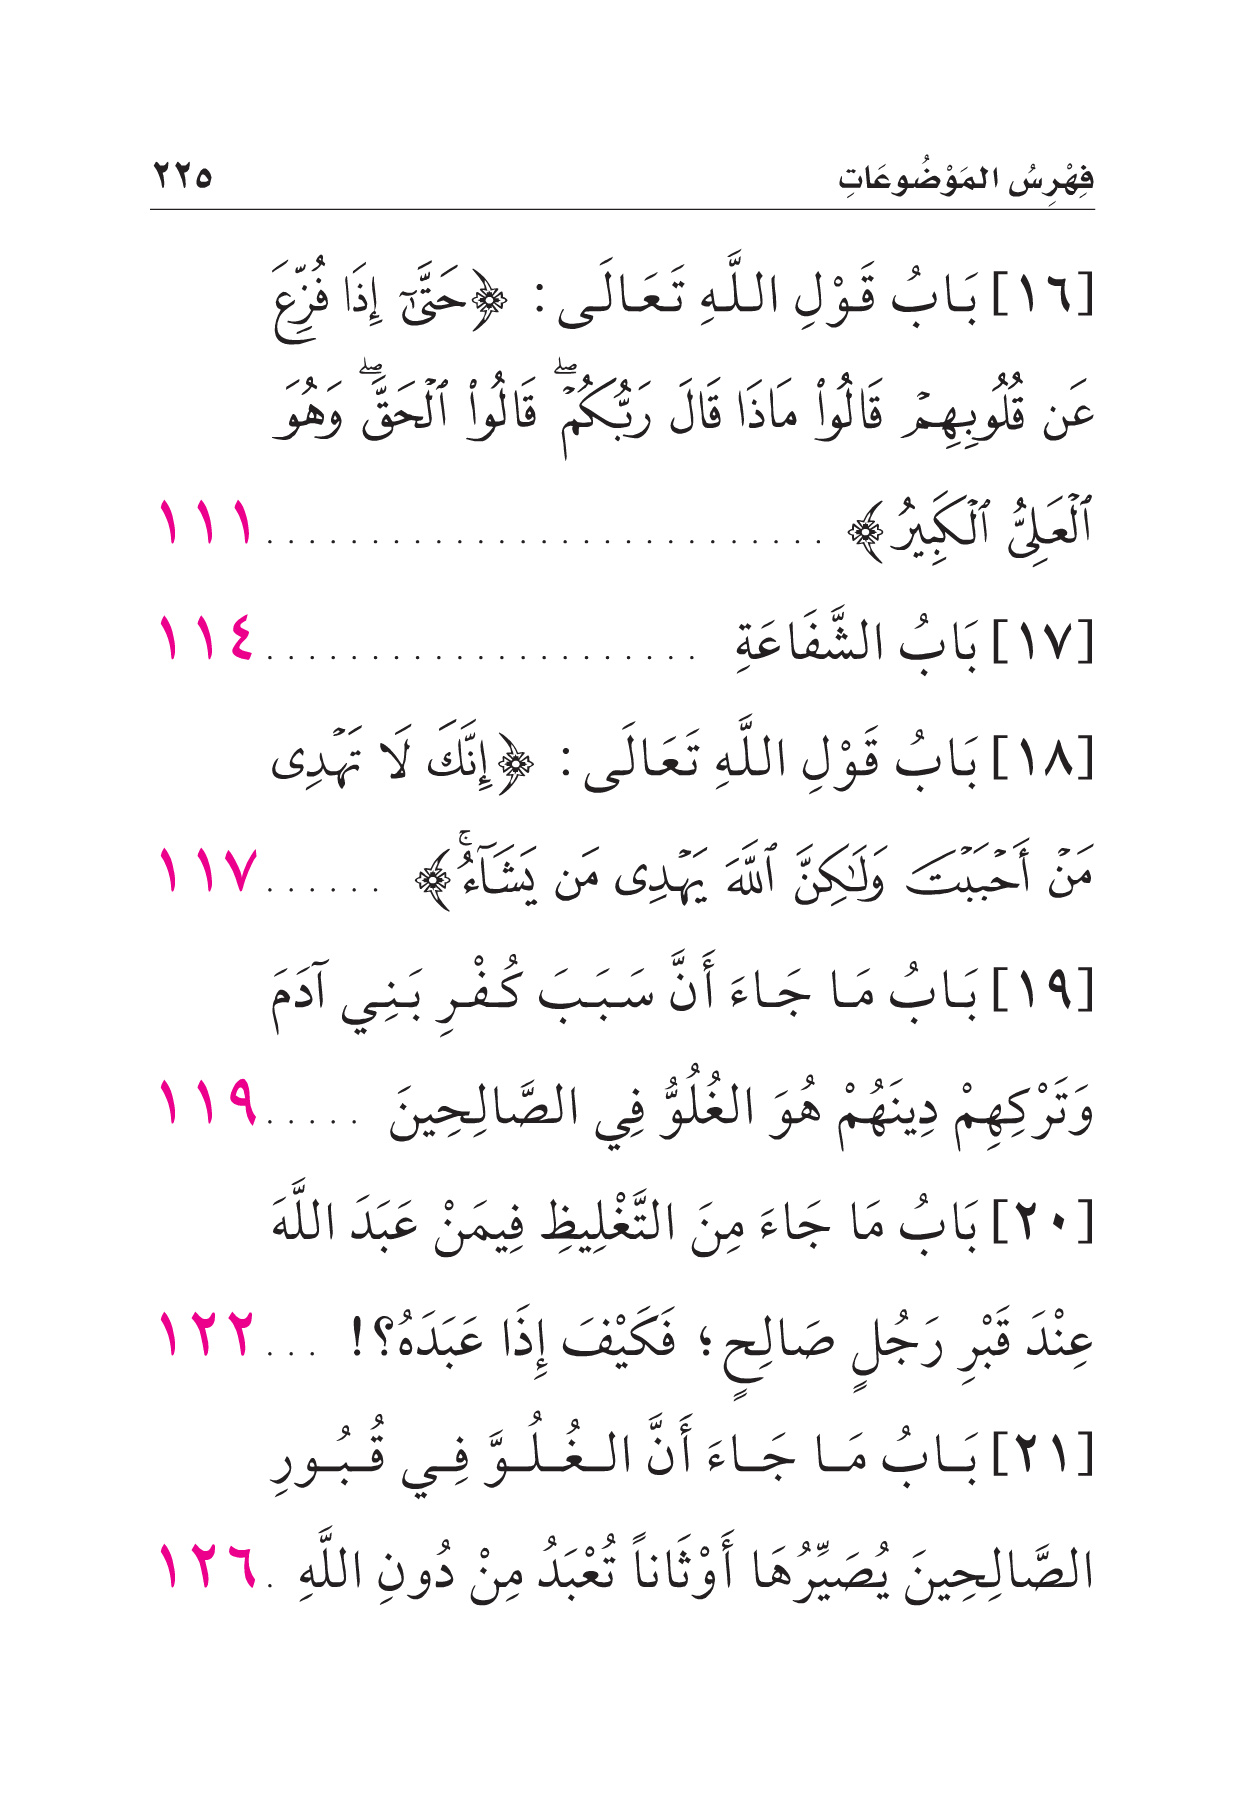 فِهْرِسُ المَوْضُوعَاتِ ٢٢٥
[١٦] بَابُ قَوْلِ اللَّهِ تَعَالَى: ﴿حَتَّىٰٓ إِذَا فُزِّعَ
عَن قُلُوبِهِمۡ قَالُواْ مَاذَا قَالَ رَبُّكُمۡۖ قَالُواْ ٱلۡحَقَّۖ وَهُوَ
ٱلۡعَلِيُّ ٱلۡكَبِيرُ﴾ . . . . . . . . . . . . . . . . . . . . . . . . . . . ١١١
[١٧] بَابُ الشَّفَاعَةِ . . . . . . . . . . . . . . . . . . . . . ١١٤
[١٨] بَابُ قَوْلِ اللَّهِ تَعَالَى: ﴿إِنَّكَ لَا تَهۡدِي
مَنۡ أَحۡبَبۡتَ وَلَٰكِنَّ ٱللَّهَ يَهۡدِي مَن يَشَآءُۚ﴾ . . . . . . ١١٧
[١٩] بَابُ مَا جَاءَ أَنَّ سَبَبَ كُفْرِ بَنِي آدَمَ
وَتَرْكِهِمْ دِينَهُمْ هُوَ الغُلُوُّ فِي الصَّالِحِينَ . . . . . ١١٩
[٢٠] بَابُ مَا جَاءَ مِنَ التَّغْلِيظِ فِيمَنْ عَبَدَ اللَّهَ
عِنْدَ قَبْرِ رَجُلٍ صَالِحٍ؛ فَكَيْفَ إِذَا عَبَدَهُ؟! . . . ١٢٢
[٢١] بَابُ مَا جَاءَ أَنَّ الغُلُوَّ فِي قُبُورِ
الصَّالِحِينَ يُصَيِّرُهَا أَوْثَاناً تُعْبَدُ مِنْ دُونِ اللَّهِ . ١٢٦